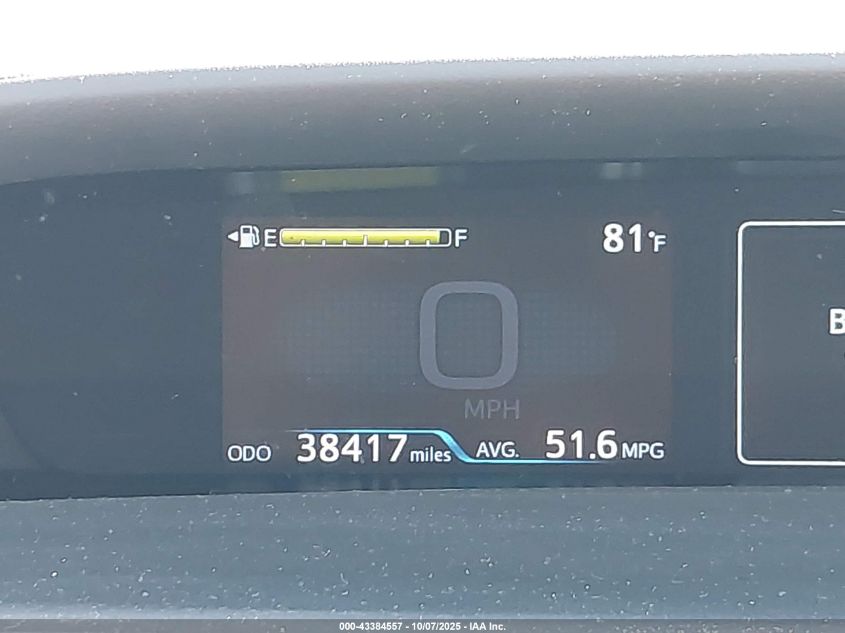 E F 81°F
0
MPH
B
ODO 38417 miles AVG. 51.6 MPG
000-43384557 - 10/07/2025 - IAA Inc.